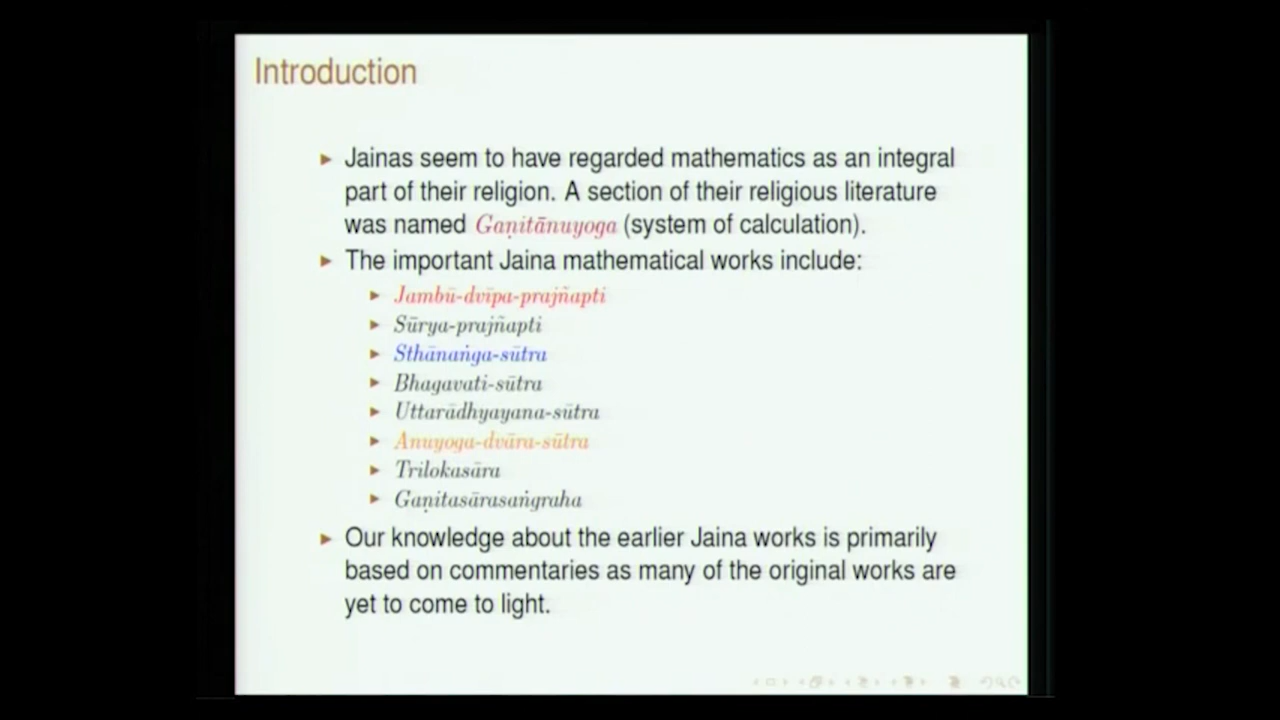 Introduction
Jainas seem to have regarded mathematics as an integral
part of their religion. A section of their religious literature
was named Gaṇitānuyoga (system of calculation).
The important Jaina mathematical works include:
Jambū-dvīpa-prajñapti
Sūrya-prajñapti
Sthānaṅga-sūtra
Bhagavati-sūtra
Uttarādhyayana-sūtra
Anuyoga-dvāra-sūtra
Trilokasāra
Gaṇitasārasaṅgraha
Our knowledge about the earlier Jaina works is primarily
based on commentaries as many of the original works are
yet to come to light.